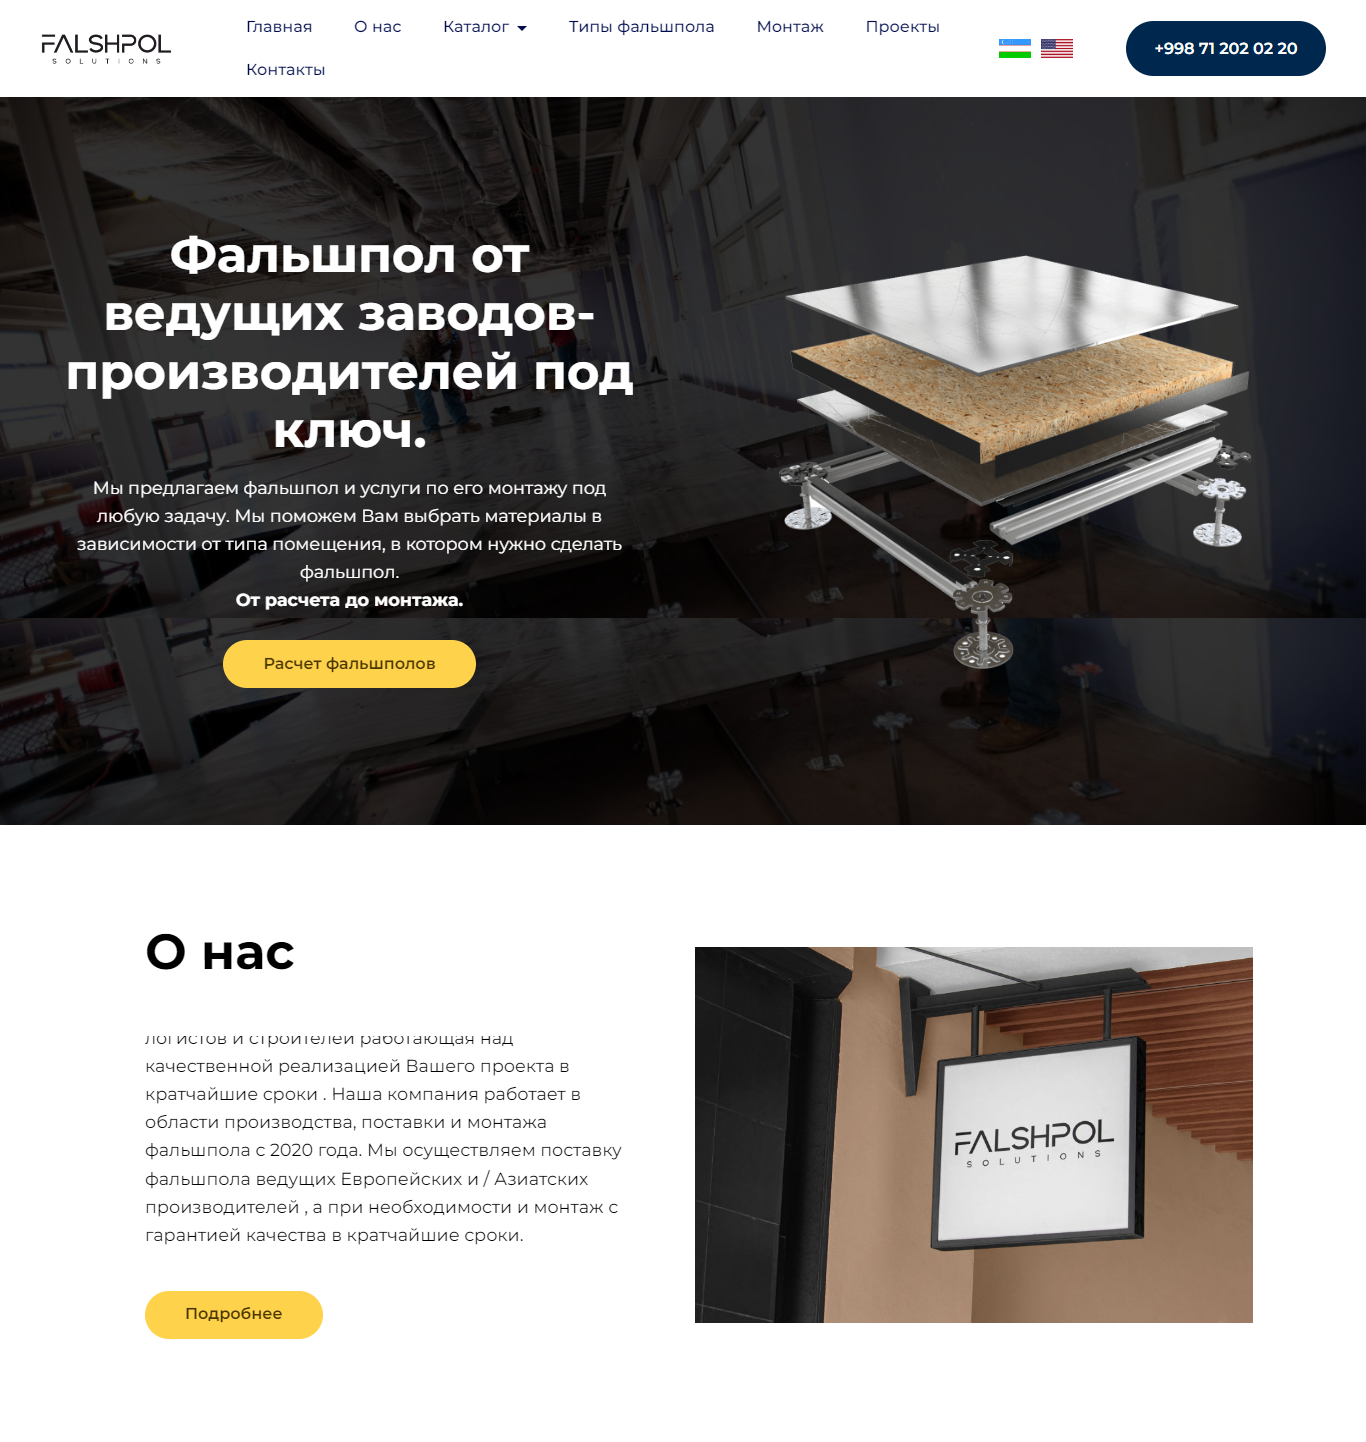 FALSHPOL
SOLUTIONS
Главная
О нас
Каталог
Типы фальшпола
Монтаж
Проекты
Контакты
+998 71 202 02 20
Фальшпол от
ведущих заводов-
производителей под
ключ.
Мы предлагаем фальшпол и услуги по его монтажу под
любую задачу. Мы поможем Вам выбрать материалы в
зависимости от типа помещения, в котором нужно сделать
фальшпол.
От расчета до монтажа.
Расчет фальшполов
О нас
логистов и строителей работающая над
качественной реализацией Вашего проекта в
кратчайшие сроки . Наша компания работает в
области производства, поставки и монтажа
фальшпола с 2020 года. Мы осуществляем поставку
фальшпола ведущих Европейских и / Азиатских
производителей , а при необходимости и монтаж с
гарантией качества в кратчайшие сроки.
Подробнее
FALSHPOL
SOLUTIONS